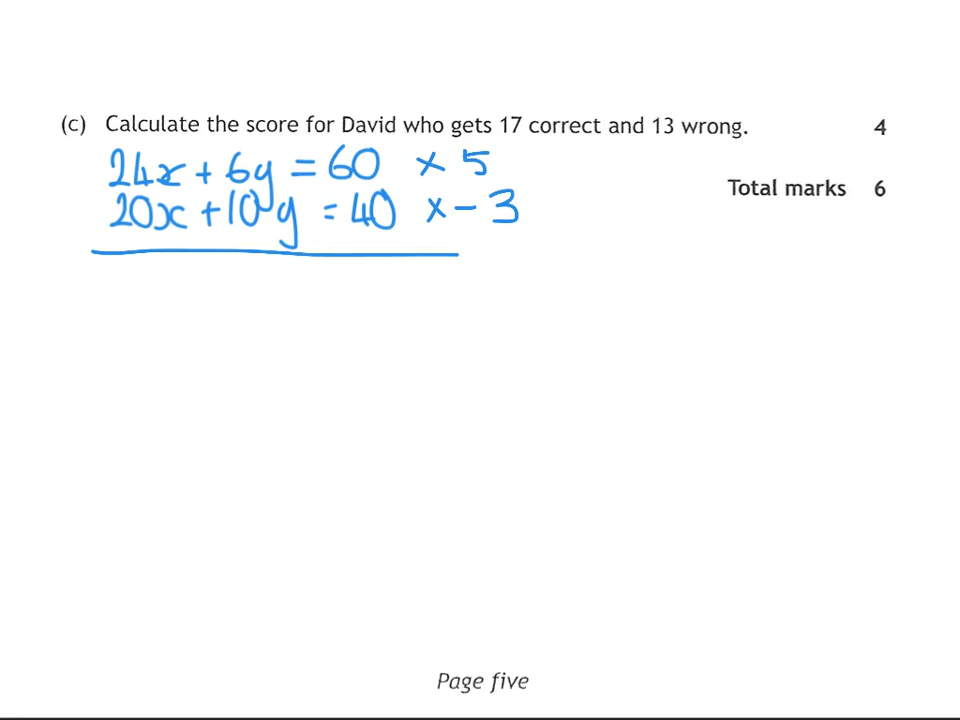 (c) Calculate the score for David who gets 17 correct and 13 wrong. 4
24x + 6y = 60 × 5
Total marks 6
20x + 10y = 40 × - 3
Page five